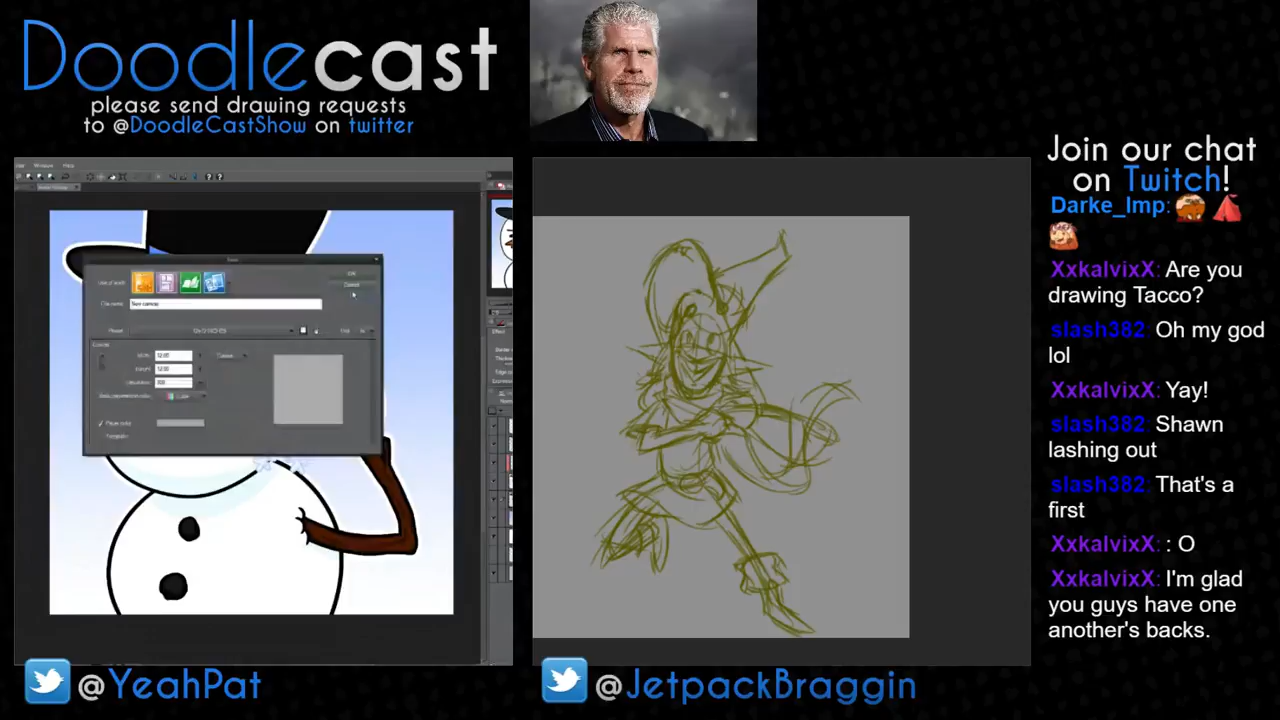 Doodlecast
please send drawing requests
to @DoodleCastShow on twitter
Window Help
@YeahPat
@JetpackBraggin
Join our chat
on Twitch!
Darke_Imp:
XxkalvixX: Are you
drawing Tacco?
slash382: Oh my god
lol
XxkalvixX: Yay!
slash382: Shawn
lashing out
slash382: That's a
first
XxkalvixX: : O
XxkalvixX: I'm glad
you guys have one
another's backs.